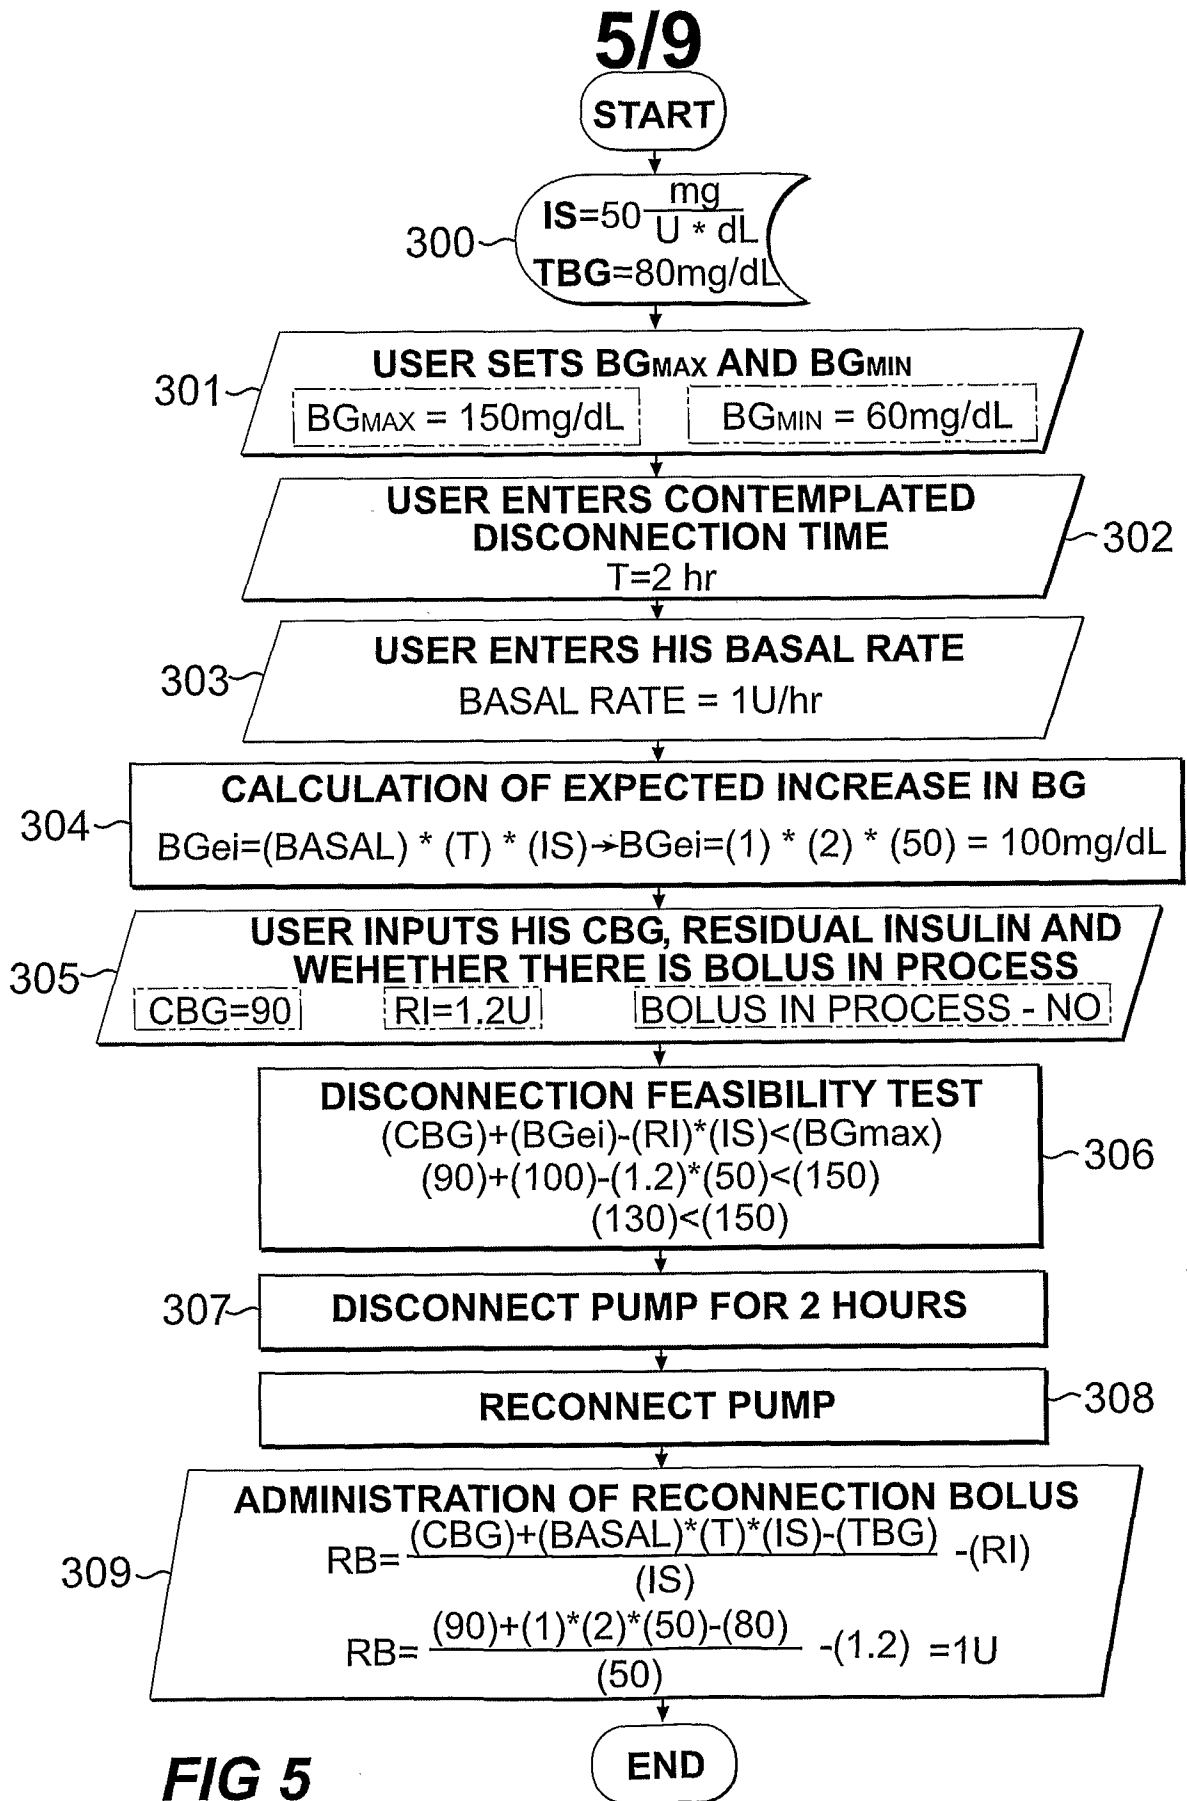 5/9
START
IS=50 mg
U * dL
TBG=80mg/dL
300
USER SETS BGMAX AND BGMIN
301
BGMAX = 150mg/dL BGMIN = 60mg/dL
USER ENTERS CONTEMPLATED
DISCONNECTION TIME
302
T=2 hr
USER ENTERS HIS BASAL RATE
303
BASAL RATE = 1U/hr
CALCULATION OF EXPECTED INCREASE IN BG
304
BGei=(BASAL) * (T) * (IS)→BGei=(1) * (2) * (50) = 100mg/dL
USER INPUTS HIS CBG, RESIDUAL INSULIN AND
WEHETHER THERE IS BOLUS IN PROCESS
305
CBG=90 RI=1.2U BOLUS IN PROCESS - NO
DISCONNECTION FEASIBILITY TEST
(CBG)+(BGei)-(RI)*(IS)<(BGmax)
306
(90)+(100)-(1.2)*(50)<(150)
(130)<(150)
307
DISCONNECT PUMP FOR 2 HOURS
RECONNECT PUMP
308
ADMINISTRATION OF RECONNECTION BOLUS
(CBG)+(BASAL)*(T)*(IS)-(TBG)
RB= -(RI)
(IS)
309
(90)+(1)*(2)*(50)-(80)
RB= -(1.2) =1U
(50)
END
FIG 5